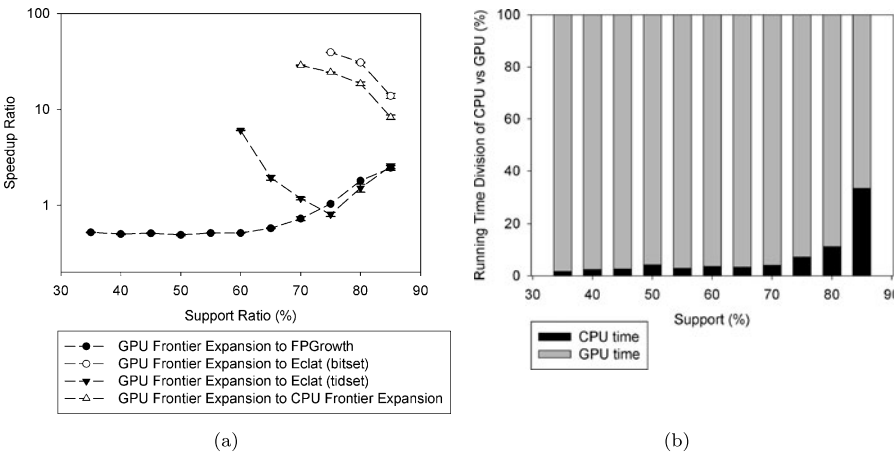 100
10
1
Speedup Ratio
30 40 50 60 70 80 90
Support Ratio (%)
GPU Frontier Expansion to FPGrowth
GPU Frontier Expansion to Eclat (bitset)
GPU Frontier Expansion to Eclat (tidset)
GPU Frontier Expansion to CPU Frontier Expansion
(a)
100
80
60
40
20
0
Running Time Division of CPU vs GPU (%)
30 40 50 60 70 80 90
Support (%)
CPU time
GPU time
(b)